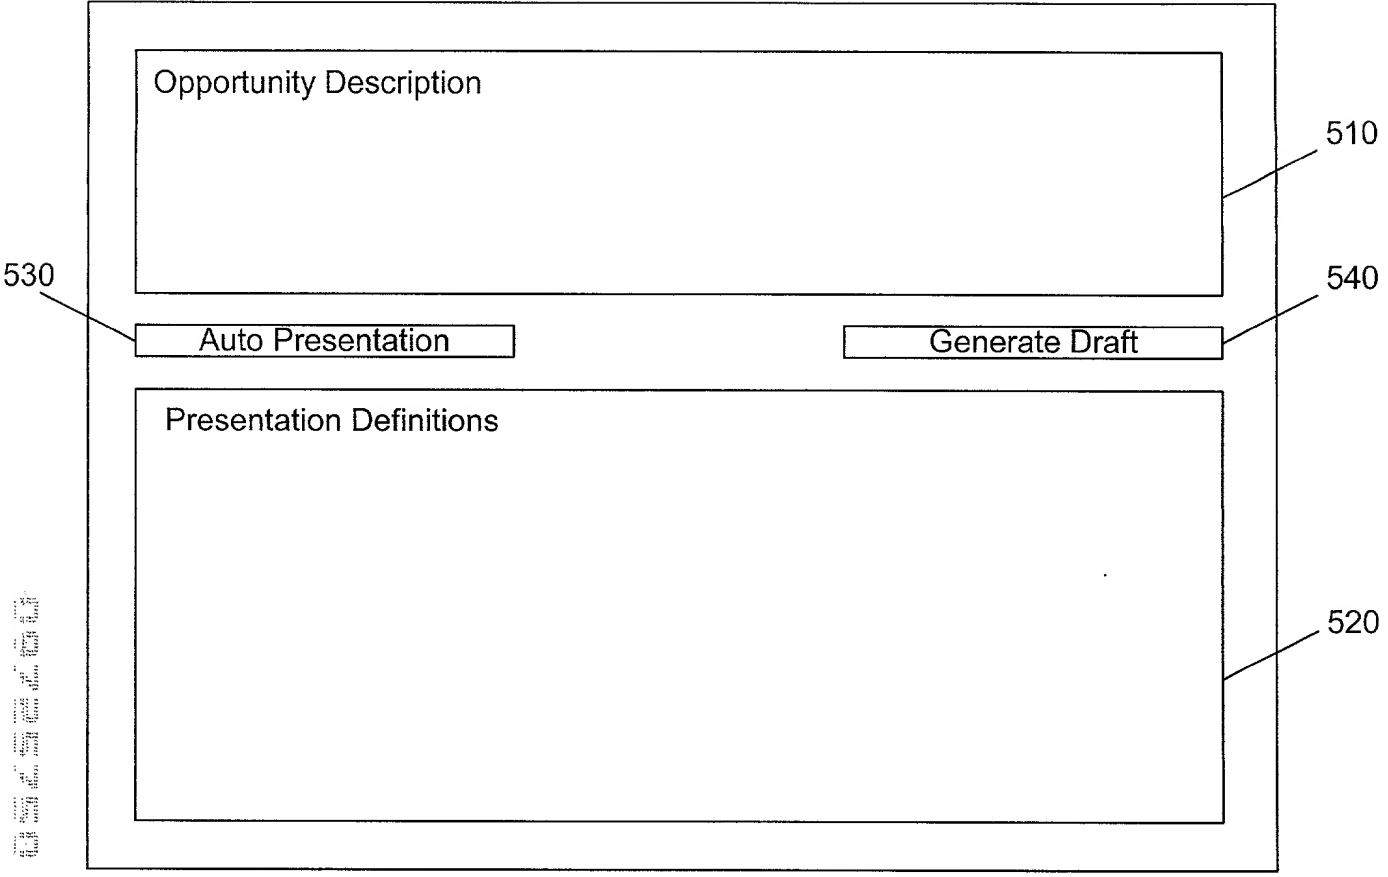 Opportunity Description
510
530
540
Auto Presentation
Generate Draft
Presentation Definitions
520